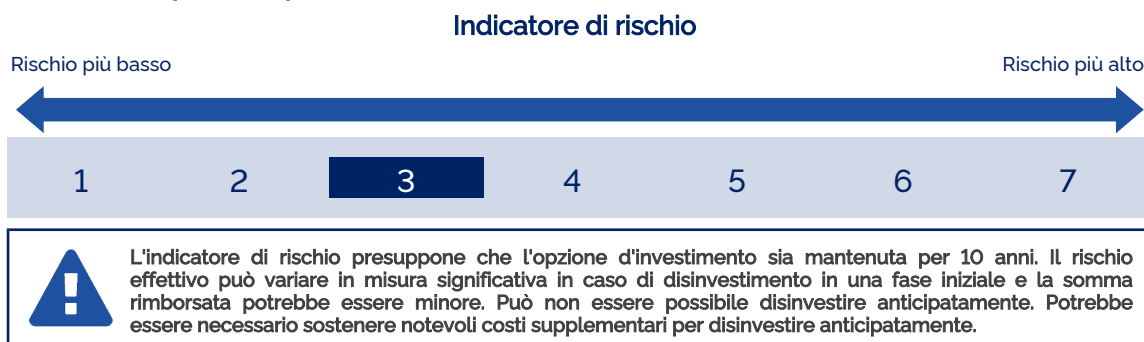 Indicatore di rischio
Rischio più basso
Rischio più alto
1 2 3 4 5 6 7
L'indicatore di rischio presuppone che l'opzione d'investimento sia mantenuta per 10 anni. Il rischio
effettivo può variare in misura significativa in caso di disinvestimento in una fase iniziale e la somma
rimborsata potrebbe essere minore. Può non essere possibile disinvestire anticipatamente. Potrebbe
essere necessario sostenere notevoli costi supplementari per disinvestire anticipatamente.